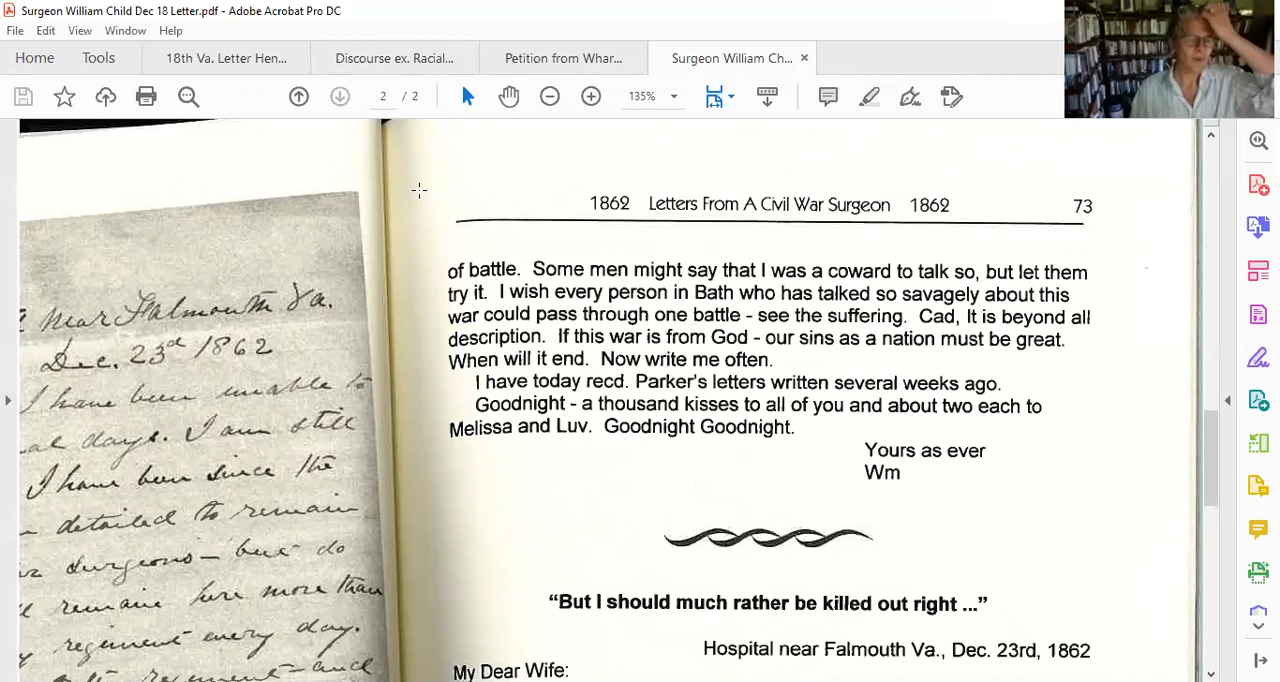 Surgeon William Child Dec 18 Letter.pdf - Adobe Acrobat Pro DC
File Edit View Window Help
Home Tools 18th Va. Letter Hen... Discourse ex. Racial... Petition from Whar... Surgeon William Ch... ×
2 / 2 135%
1862 Letters From A Civil War Surgeon 1862 73
of battle. Some men might say that I was a coward to talk so, but let them
try it. I wish every person in Bath who has talked so savagely about this
war could pass through one battle - see the suffering. Cad, It is beyond all
description. If this war is from God - our sins as a nation must be great.
When will it end. Now write me often.
I have today recd. Parker's letters written several weeks ago.
Goodnight - a thousand kisses to all of you and about two each to
Melissa and Luv. Goodnight Goodnight.
Yours as ever
Wm
"But I should much rather be killed out right ..."
Hospital near Falmouth Va., Dec. 23rd, 1862
My Dear Wife:
near Falmouth Va.
Dec. 23d 1862
I have been unable to
days. I am still
I have been since the
detailed to remain
surgeons - but do
remain here more than
regiment every day.
regiment - and